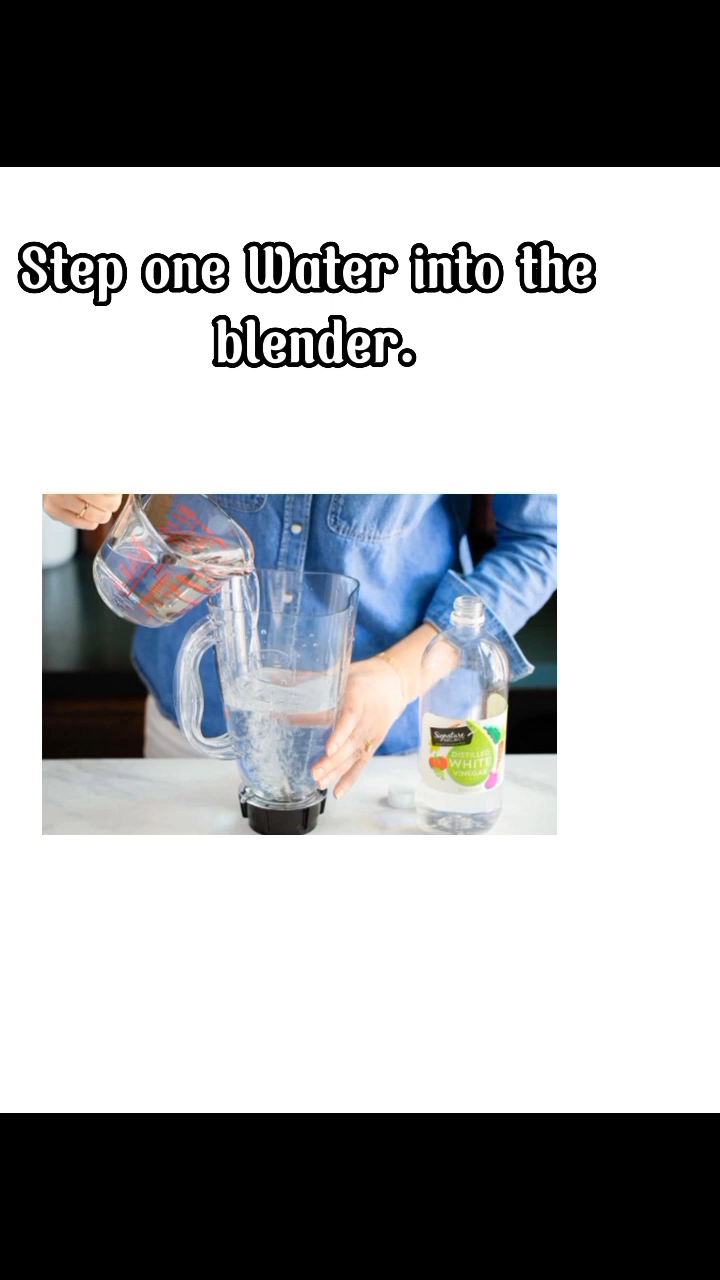 Step one Water into the
blender.
Signature
DISTILLED
WHITE
VINEGAR